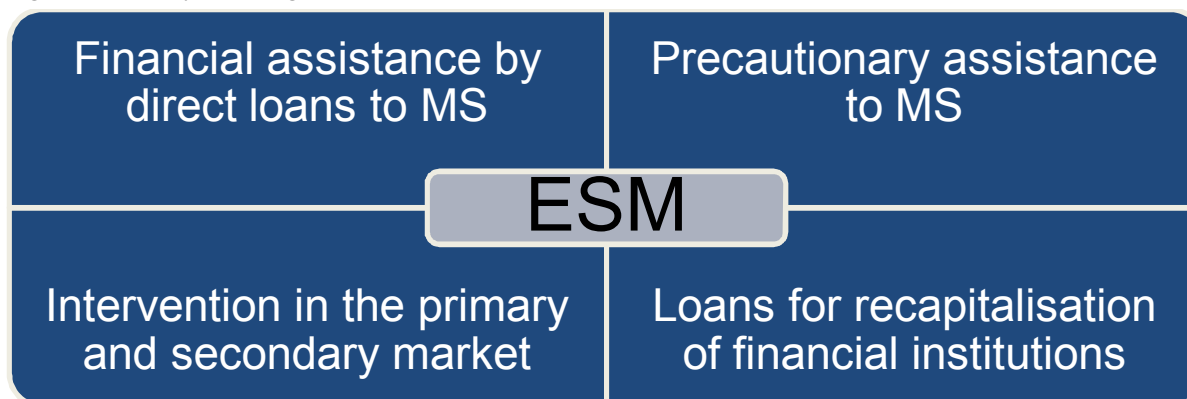 Financial assistance by
direct loans to MS
Precautionary assistance
to MS
ESM
Intervention in the primary
and secondary market
Loans for recapitalisation
of financial institutions